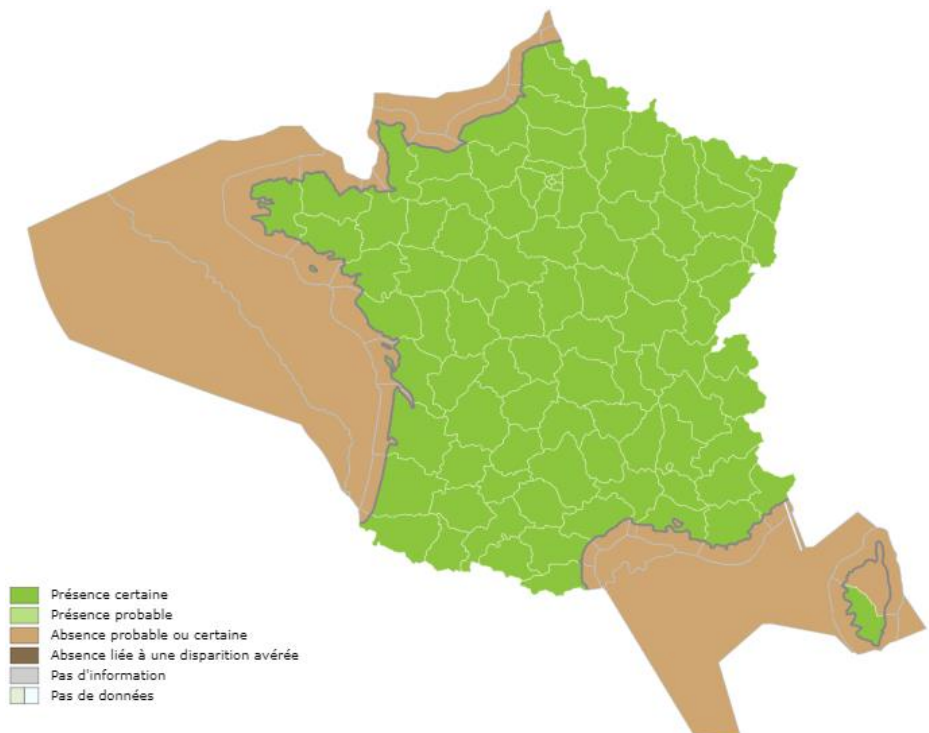 Présence certaine
Présence probable
Absence probable ou certaine
Absence liée à une disparition avérée
Pas d'information
Pas de données